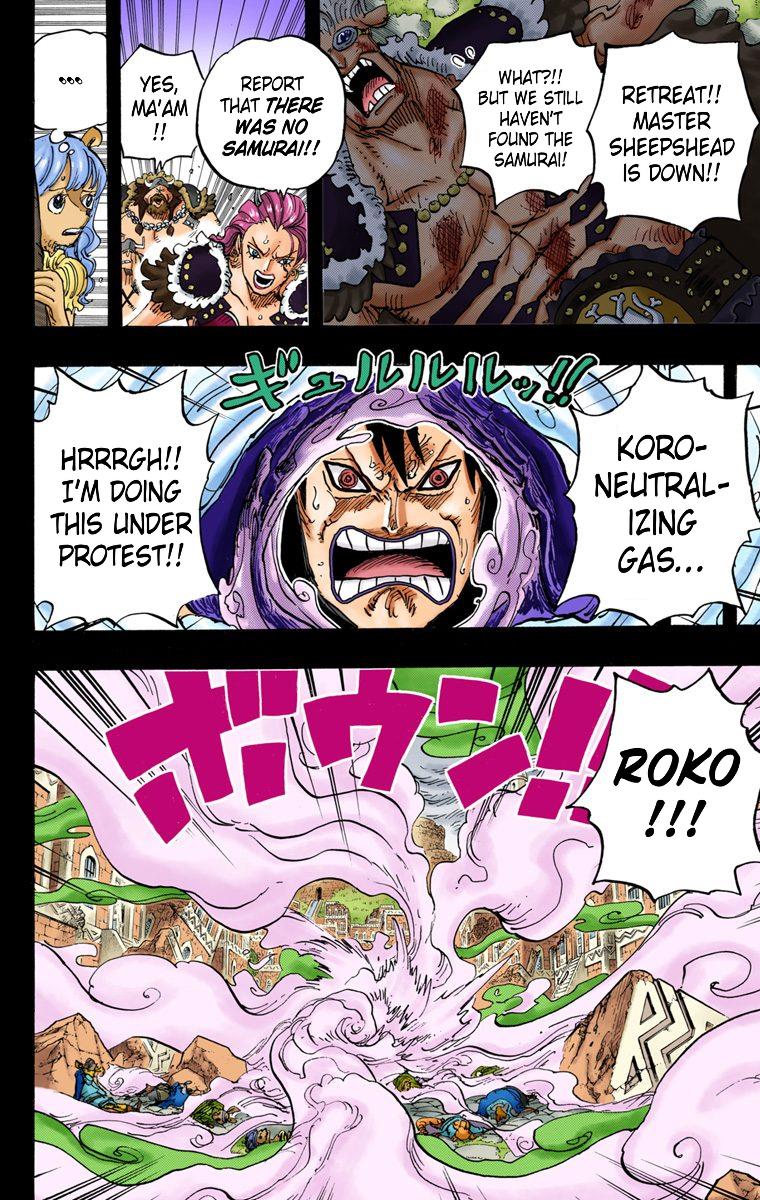 RETREAT!!
MASTER
SHEEPSHEAD
IS DOWN!!
WHAT?!!
BUT WE STILL
HAVEN'T
FOUND THE
SAMURAI!
REPORT
THAT THERE
WAS NO
SAMURAI!!
YES,
MA'AM
!!
...
ギュルルルルッ!!
KORO-
NEUTRAL-
IZING
GAS...
HRRRGH!!
I'M DOING
THIS UNDER
PROTEST!!
ボウン!!
ROKO
!!!